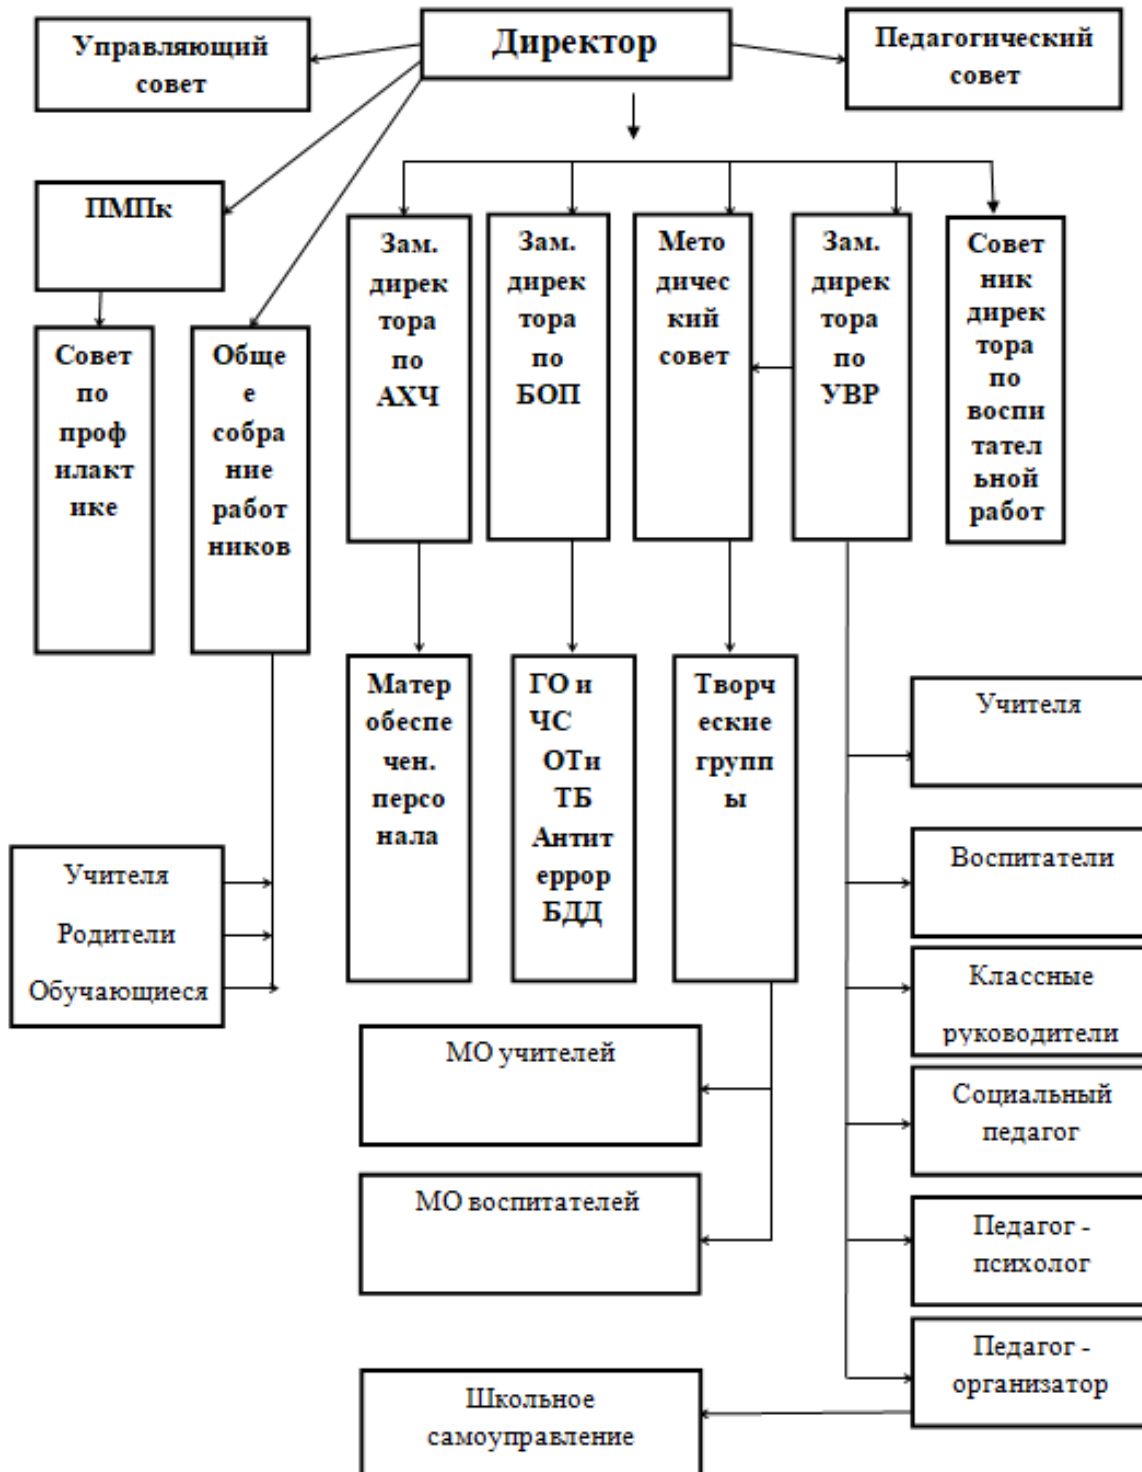 Управляющий
совет
Директор
Педагогический
совет
ПМПк
Зам.
дирек
тора
по
АХЧ
Зам.
дирек
тора
по
БОП
Мето
дичес
кий
совет
Зам.
дирек
тора
по
УВР
Совет
ник
дирек
тора
по
воспи
тател
ьной
работ
Совет
по
проф
илакт
ике
Обще
е
собра
ние
работ
ников
Матер
обеспе
чен.
персо
нала
ГО и
ЧС
ОТи
ТБ
Антит
еррор
БДД
Творч
еские
групп
ы
Учителя
Воспитатели
Классные
руководители
Социальный
педагог
Педагог -
психолог
Педагог -
организатор
Учителя
Родители
Обучающиеся
МО учителей
МО воспитателей
Школьное
самоуправление